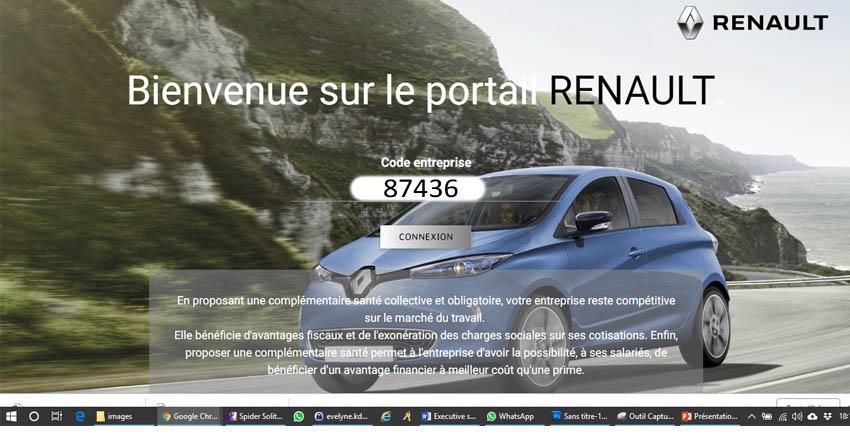 RENAULT
Bienvenue sur le portail RENAULT.
Code entreprise
87436
CONNEXION
En proposant une complémentaire santé collective et obligatoire, votre entreprise reste compétitive
sur le marché du travail.
Elle bénéficie d'avantages fiscaux et de l'exonération des charges sociales sur ses cotisations. Enfin,
proposer une complémentaire santé permet à l'entreprise d'avoir la possibilité, à ses salariés, de
bénéficier d'un avantage financier à meilleur coût qu'une prime.
images Google Chr... Spider Solit... evelyne.kd... Executive s... WhatsApp Sans titre-1... Outil Captu... Présentatio... 18: